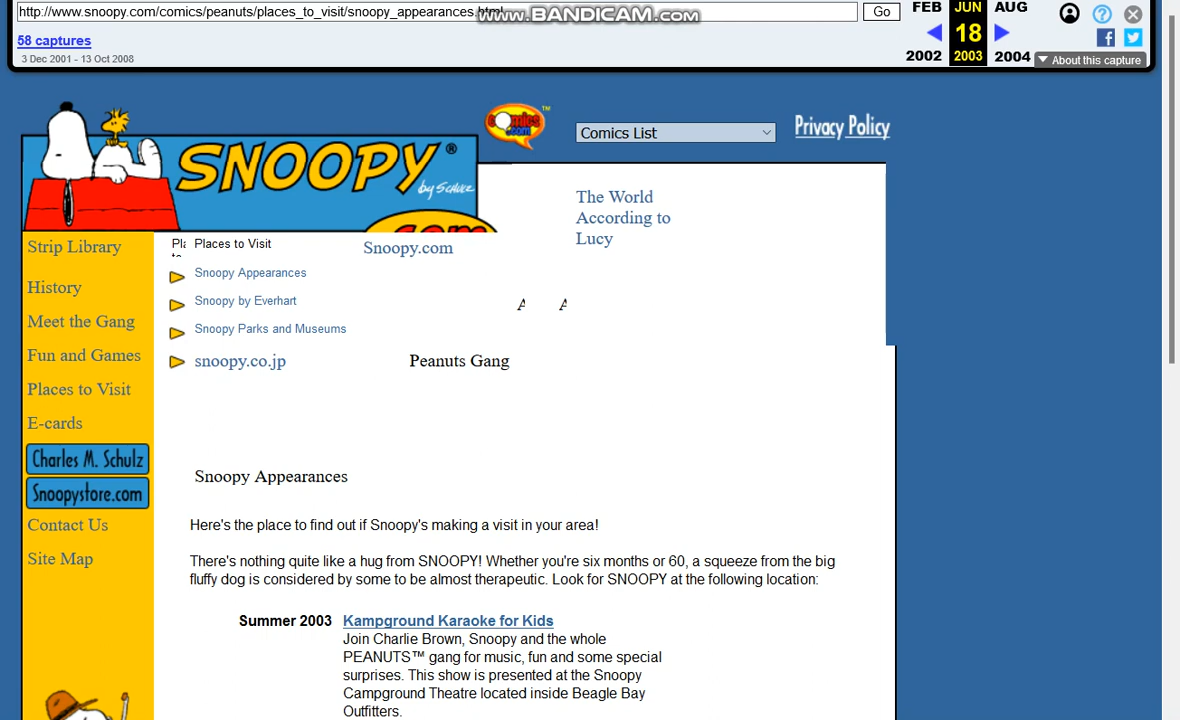 http://www.snoopy.com/comics/peanuts/places_to_visit/snoopy_appearances.html
www.BANDICAM.com
Go
FEB JUN AUG
18
58 captures
3 Dec 2001 - 13 Oct 2008
2002 2003 2004
About this capture
SNOOPY®
by SCHULZ
.com
comics
.com
™
Comics List
Privacy Policy
The World
According to
Lucy
Strip Library
History
Meet the Gang
Fun and Games
Places to Visit
E-cards
Charles M. Schulz
Snoopystore.com
Contact Us
Site Map
Places to Visit
Snoopy.com
Snoopy Appearances
Snoopy by Everhart
Snoopy Parks and Museums
snoopy.co.jp
Peanuts Gang
Snoopy Appearances
Here's the place to find out if Snoopy's making a visit in your area!
There's nothing quite like a hug from SNOOPY! Whether you're six months or 60, a squeeze from the big
fluffy dog is considered by some to be almost therapeutic. Look for SNOOPY at the following location:
Summer 2003 Kampground Karaoke for Kids
Join Charlie Brown, Snoopy and the whole
PEANUTS™ gang for music, fun and some special
surprises. This show is presented at the Snoopy
Campground Theatre located inside Beagle Bay
Outfitters.